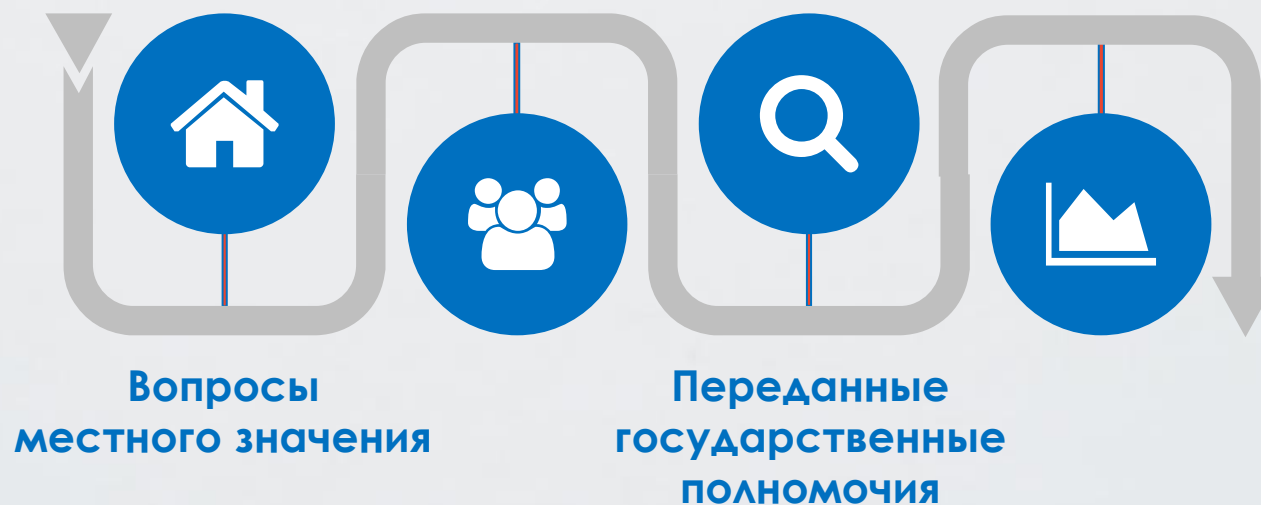 Вопросы
местного значения
Переданные
государственные
полномочия